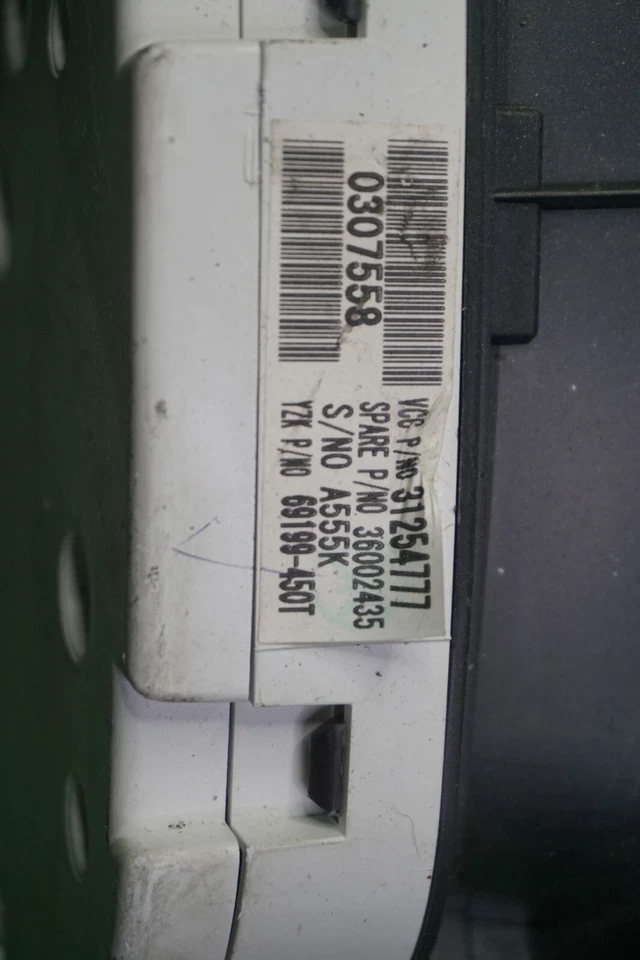 0307558
VCC P/NO 31254777
SPARE P/NO 36002435
S/NO A555K
YZK P/NO 69199-450T